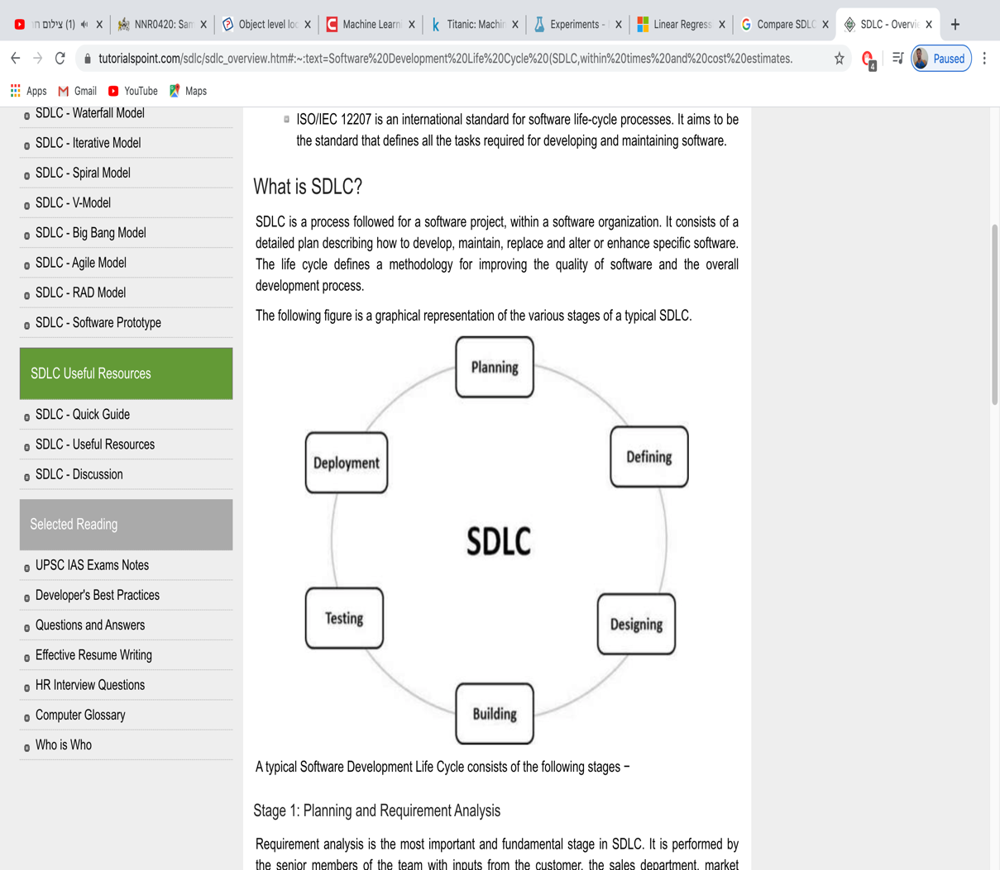 (1) צילום
NNR0420: Sam
Object level loc
Machine Learni
Titanic: Machin
Experiments -
Linear Regress
Compare SDLC
SDLC - Overvie
tutorialspoint.com/sdlc/sdlc_overview.htm#:~:text=Software%20Development%20Life%20Cycle%20(SDLC,within%20times%20and%20cost%20estimates.
4
Paused
Apps
Gmail
YouTube
Maps
SDLC - Waterfall Model
SDLC - Iterative Model
SDLC - Spiral Model
SDLC - V-Model
SDLC - Big Bang Model
SDLC - Agile Model
SDLC - RAD Model
SDLC - Software Prototype
SDLC Useful Resources
SDLC - Quick Guide
SDLC - Useful Resources
SDLC - Discussion
Selected Reading
UPSC IAS Exams Notes
Developer's Best Practices
Questions and Answers
Effective Resume Writing
HR Interview Questions
Computer Glossary
Who is Who
ISO/IEC 12207 is an international standard for software life-cycle processes. It aims to be
the standard that defines all the tasks required for developing and maintaining software.
What is SDLC?
SDLC is a process followed for a software project, within a software organization. It consists of a
detailed plan describing how to develop, maintain, replace and alter or enhance specific software.
The life cycle defines a methodology for improving the quality of software and the overall
development process.
The following figure is a graphical representation of the various stages of a typical SDLC.
Planning
Defining
Designing
Building
Testing
Deployment
SDLC
A typical Software Development Life Cycle consists of the following stages −
Stage 1: Planning and Requirement Analysis
Requirement analysis is the most important and fundamental stage in SDLC. It is performed by
the senior members of the team with inputs from the customer, the sales department, market